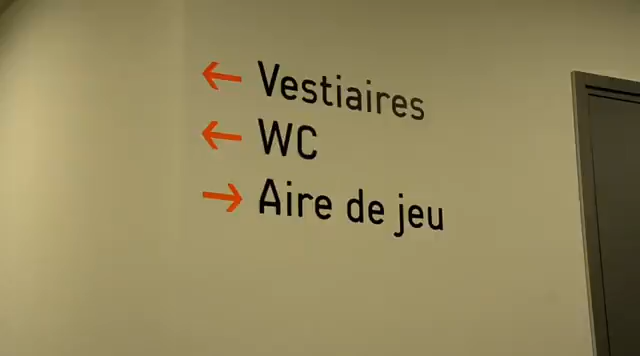 ← Vestiaires
← WC
→ Aire de jeu